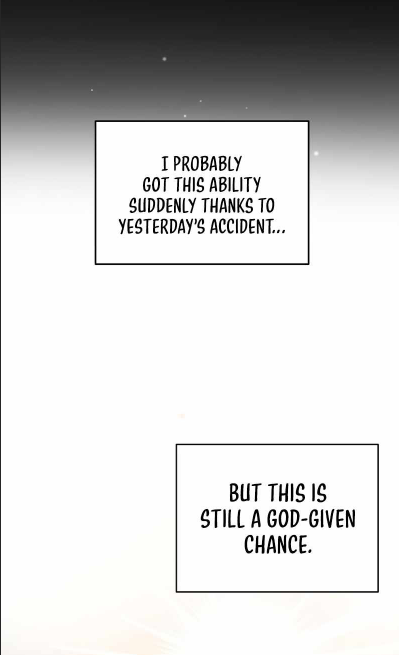 I PROBABLY
GOT THIS ABILITY
SUDDENLY THANKS TO
YESTERDAY'S ACCIDENT...
BUT THIS IS
STILL A GOD-GIVEN
CHANCE.